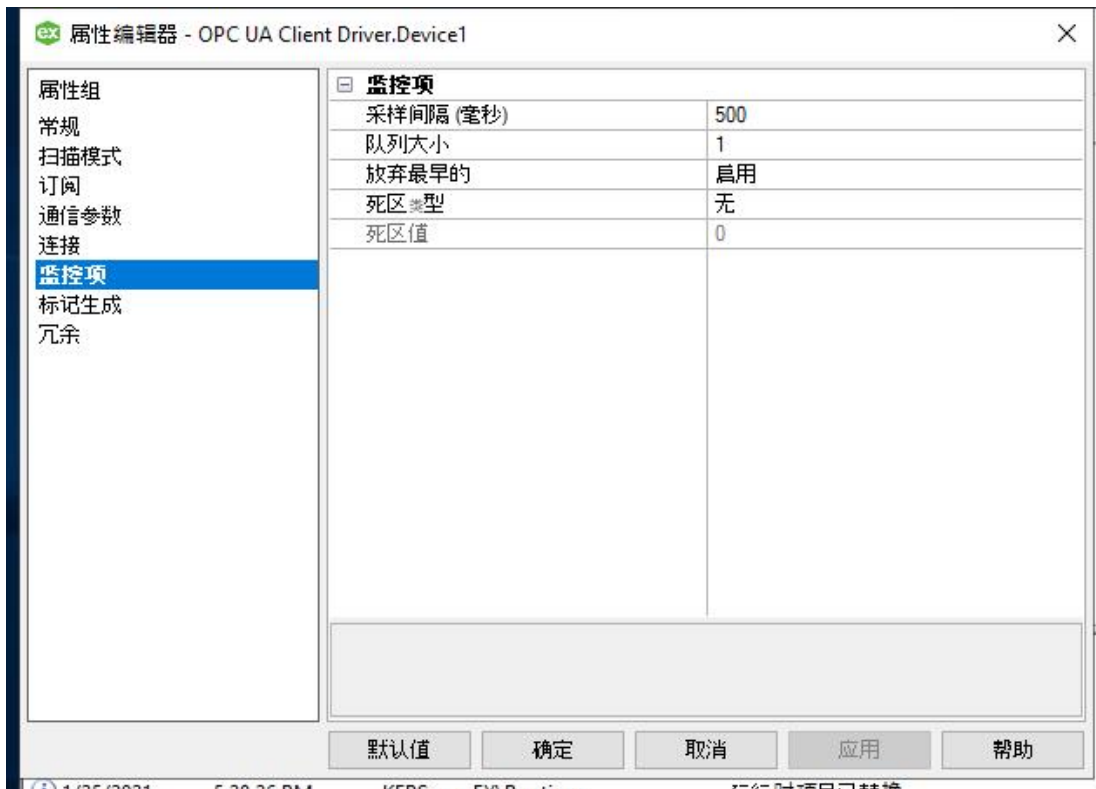 属性编辑器 - OPC UA Client Driver.Device1
属性组
常规
扫描模式
订阅
通信参数
连接
监控项
标记生成
冗余
监控项
采样间隔 (毫秒) 500
队列大小 1
放弃最早的 启用
死区类型 无
死区值 0
默认值 确定 取消 应用 帮助